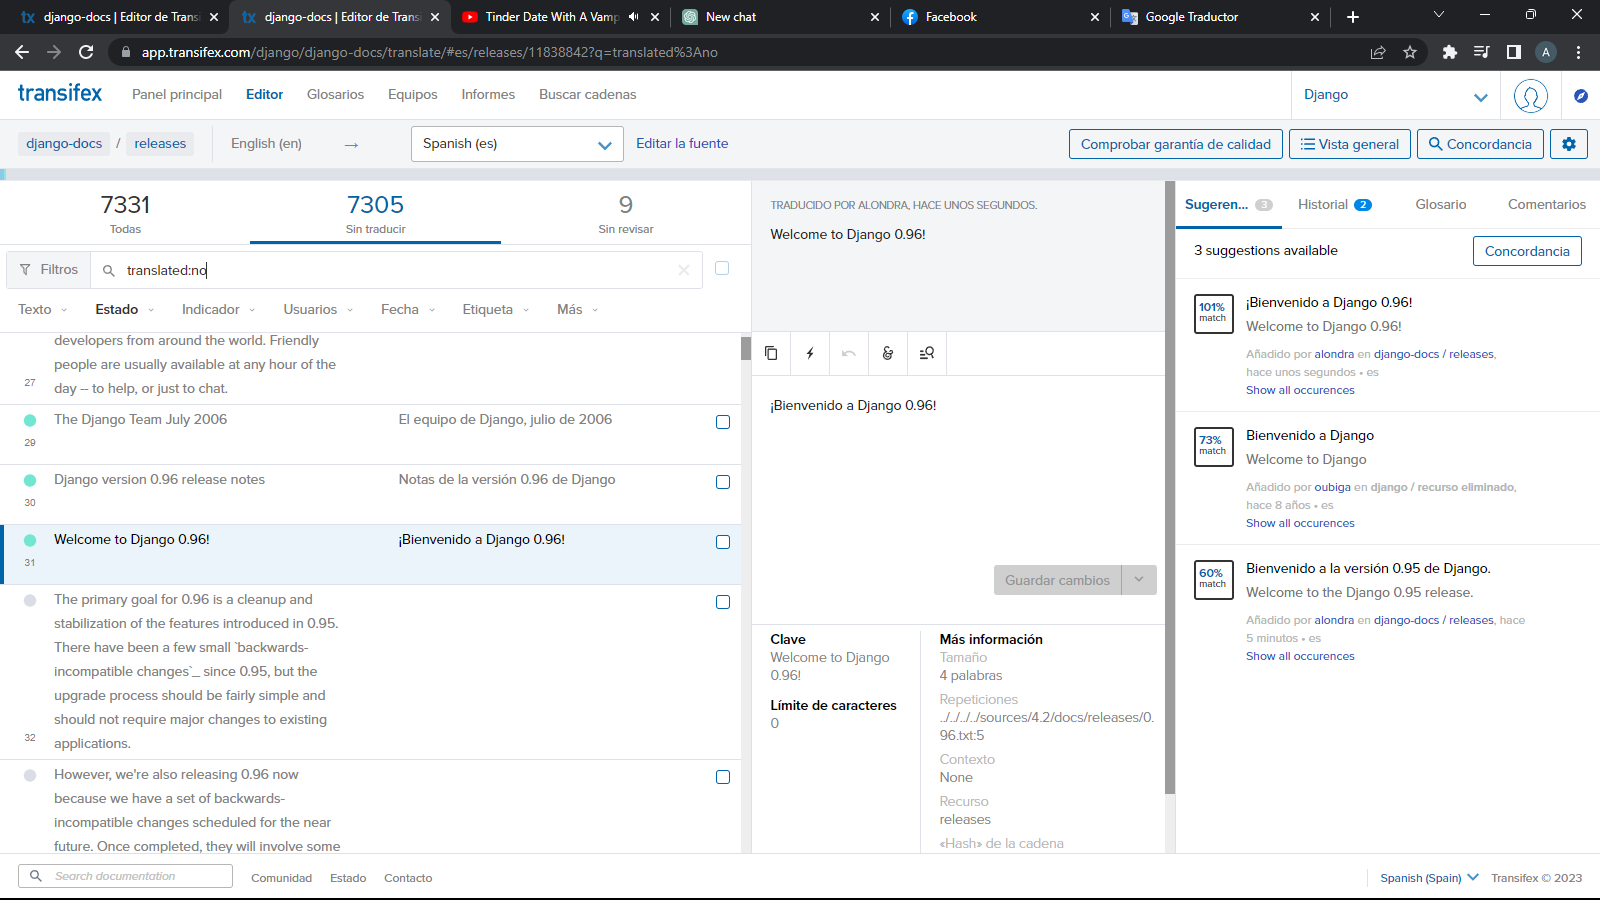 django-docs | Editor de Transi
django-docs | Editor de Transi
Tinder Date With A Vamp
New chat
Facebook
Google Traductor
app.transifex.com/django/django-docs/translate/#es/releases/11838842?q=translated%3Ano
A
transifex
Panel principal
Editor
Glosarios
Equipos
Informes
Buscar cadenas
Django
django-docs / releases
English (en) →
Spanish (es)
Editar la fuente
Comprobar garantía de calidad
Vista general
Concordancia
7331
Todas
7305
Sin traducir
9
Sin revisar
Filtros
translated:no
Texto
Estado
Indicador
Usuarios
Fecha
Etiqueta
Más
developers from around the world. Friendly
people are usually available at any hour of the
day -- to help, or just to chat.
27
The Django Team July 2006
El equipo de Django, julio de 2006
29
Django version 0.96 release notes
Notas de la versión 0.96 de Django
30
Welcome to Django 0.96!
¡Bienvenido a Django 0.96!
31
The primary goal for 0.96 is a cleanup and
stabilization of the features introduced in 0.95.
There have been a few small `backwards-
incompatible changes`_ since 0.95, but the
upgrade process should be fairly simple and
should not require major changes to existing
applications.
32
However, we're also releasing 0.96 now
because we have a set of backwards-
incompatible changes scheduled for the near
future. Once completed, they will involve some
TRADUCIDO POR ALONDRA, HACE UNOS SEGUNDOS.
Welcome to Django 0.96!
¡Bienvenido a Django 0.96!
Guardar cambios
Clave
Welcome to Django
0.96!
Límite de caracteres
0
Más información
Tamaño
4 palabras
Repeticiones
../../../../sources/4.2/docs/releases/0.
96.txt:5
Contexto
None
Recurso
releases
«Hash» de la cadena
Sugeren... 3
Historial 2
Glosario
Comentarios
3 suggestions available
Concordancia
101%
match
¡Bienvenido a Django 0.96!
Welcome to Django 0.96!
Añadido por alondra en django-docs / releases,
hace unos segundos • es
Show all occurences
73%
match
Bienvenido a Django
Welcome to Django
Añadido por oubiga en django / recurso eliminado,
hace 8 años • es
Show all occurences
60%
match
Bienvenido a la versión 0.95 de Django.
Welcome to the Django 0.95 release.
Añadido por alondra en django-docs / releases, hace
5 minutos • es
Show all occurences
Search documentation
Comunidad
Estado
Contacto
Spanish (Spain)
Transifex © 2023